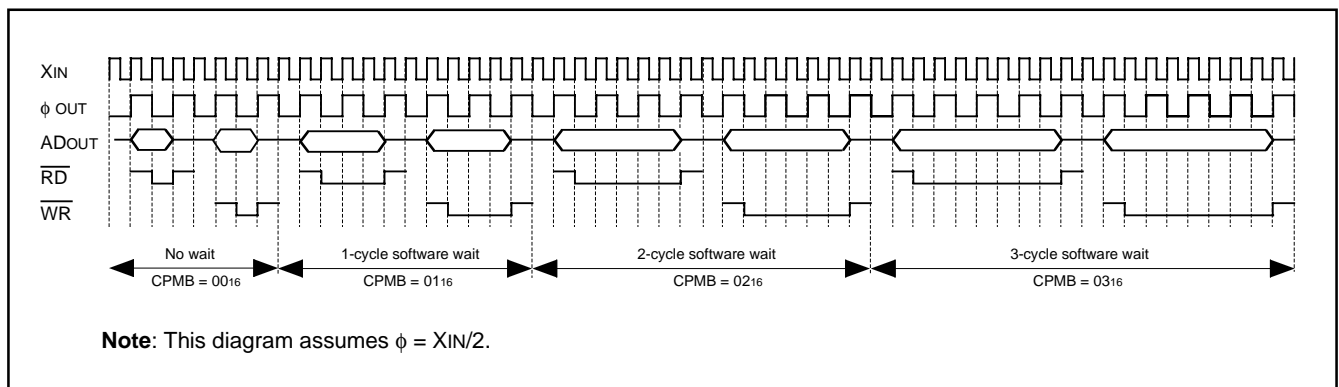 XIN
φ OUT
ADOUT
RD
WR
No wait
CPMB = 0016
1-cycle software wait
CPMB = 0116
2-cycle software wait
CPMB = 0216
3-cycle software wait
CPMB = 0316
Note: This diagram assumes φ = XIN/2.